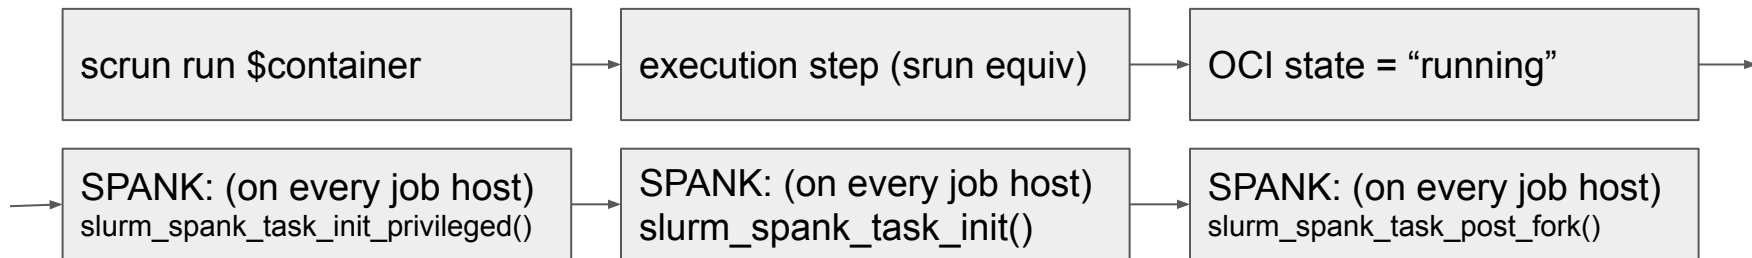 scrun run $container
execution step (srun equiv)
OCI state = “running”
SPANK: (on every job host)
slurm_spank_task_init_privileged()
SPANK: (on every job host)
slurm_spank_task_init()
SPANK: (on every job host)
slurm_spank_task_post_fork()